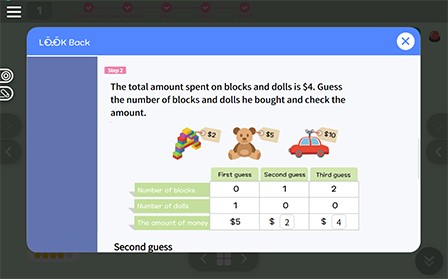 1
LOOK Back
Step 2
The total amount spent on blocks and dolls is $4. Guess
the number of blocks and dolls he bought and check the
amount.
$2 $5 $10
First guess Second guess Third guess
Number of blocks 0 1 2
Number of dolls 1 0 0
The amount of money $5 $ 2 $ 4
Second guess